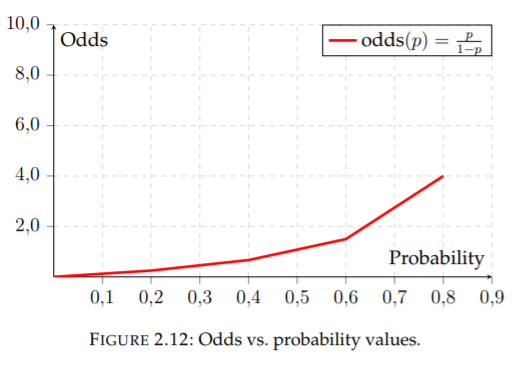 10,0
Odds
odds(p) = p/1−p
8,0
6,0
4,0
2,0
Probability
0,1 0,2 0,3 0,4 0,5 0,6 0,7 0,8 0,9
FIGURE 2.12: Odds vs. probability values.